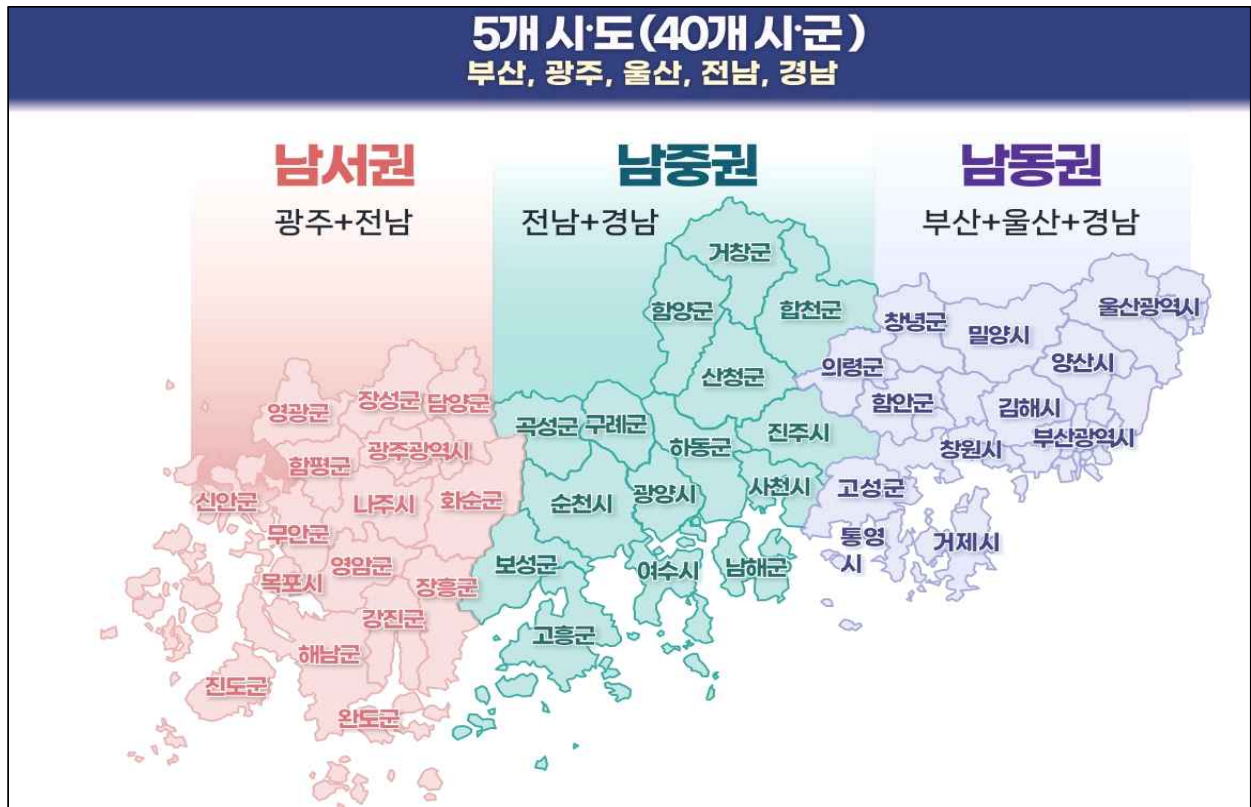 5개 시·도(40개 시·군)
부산, 광주, 울산, 전남, 경남
남서권
광주+전남
영광군
장성군
담양군
함평군
광주광역시
신안군
나주시
화순군
무안군
목포시
영암군
장흥군
강진군
해남군
진도군
완도군
남중권
전남+경남
거창군
함양군
합천군
산청군
곡성군
구례군
하동군
진주시
순천시
광양시
사천시
보성군
여수시
남해군
고흥군
남동권
부산+울산+경남
창녕군
밀양시
울산광역시
의령군
양산시
함안군
김해시
창원시
부산광역시
고성군
통영
시
거제시